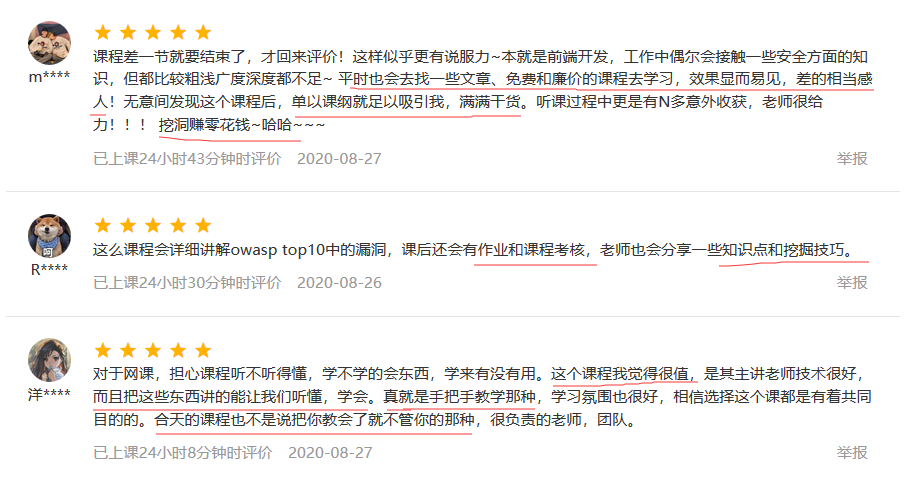 课程差一节就要结束了，才回来评价！这样似乎更有说服力~本就是前端开发，工作中偶尔会接触一些安全方面的知
m****
识，但都比较粗浅广度深度都不足~ 平时也会去找一些文章、免费和廉价的课程去学习，效果显而易见，差的相当感
人！无意间发现这个课程后，单以课纲就足以吸引我，满满干货。听课过程中更是有N多意外收获，老师很给
力！！！ 挖洞赚零花钱~哈哈~~~
已上课24小时43分钟时评价 2020-08-27 举报
这么课程会详细讲解owasp top10中的漏洞，课后还会有作业和课程考核，老师也会分享一些知识点和挖掘技巧。
R****
已上课24小时30分钟时评价 2020-08-26 举报
对于网课，担心课程听不听得懂，学不学的会东西，学来有没有用。这个课程我觉得很值，是其主讲老师技术很好，
洋****
而且把这些东西讲的能让我们听懂，学会。真就是手把手教学那种，学习氛围也很好，相信选择这个课都是有着共同
目的的。合天的课程也不是说把你教会了就不管你的那种，很负责的老师，团队。
已上课24小时8分钟时评价 2020-08-27 举报